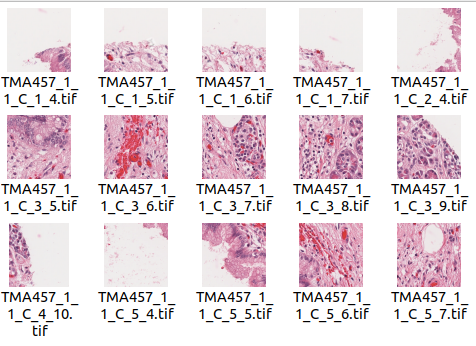 TMA457_1_ TMA457_1_ TMA457_1_ TMA457_1_ TMA457_1_
1_C_1_4.tif 1_C_1_5.tif 1_C_1_6.tif 1_C_1_7.tif 1_C_2_4.tif
TMA457_1_ TMA457_1_ TMA457_1_ TMA457_1_ TMA457_1_
1_C_3_5.tif 1_C_3_6.tif 1_C_3_7.tif 1_C_3_8.tif 1_C_3_9.tif
TMA457_1_ TMA457_1_ TMA457_1_ TMA457_1_ TMA457_1_
1_C_4_10. 1_C_5_4.tif 1_C_5_5.tif 1_C_5_6.tif 1_C_5_7.tif
tif